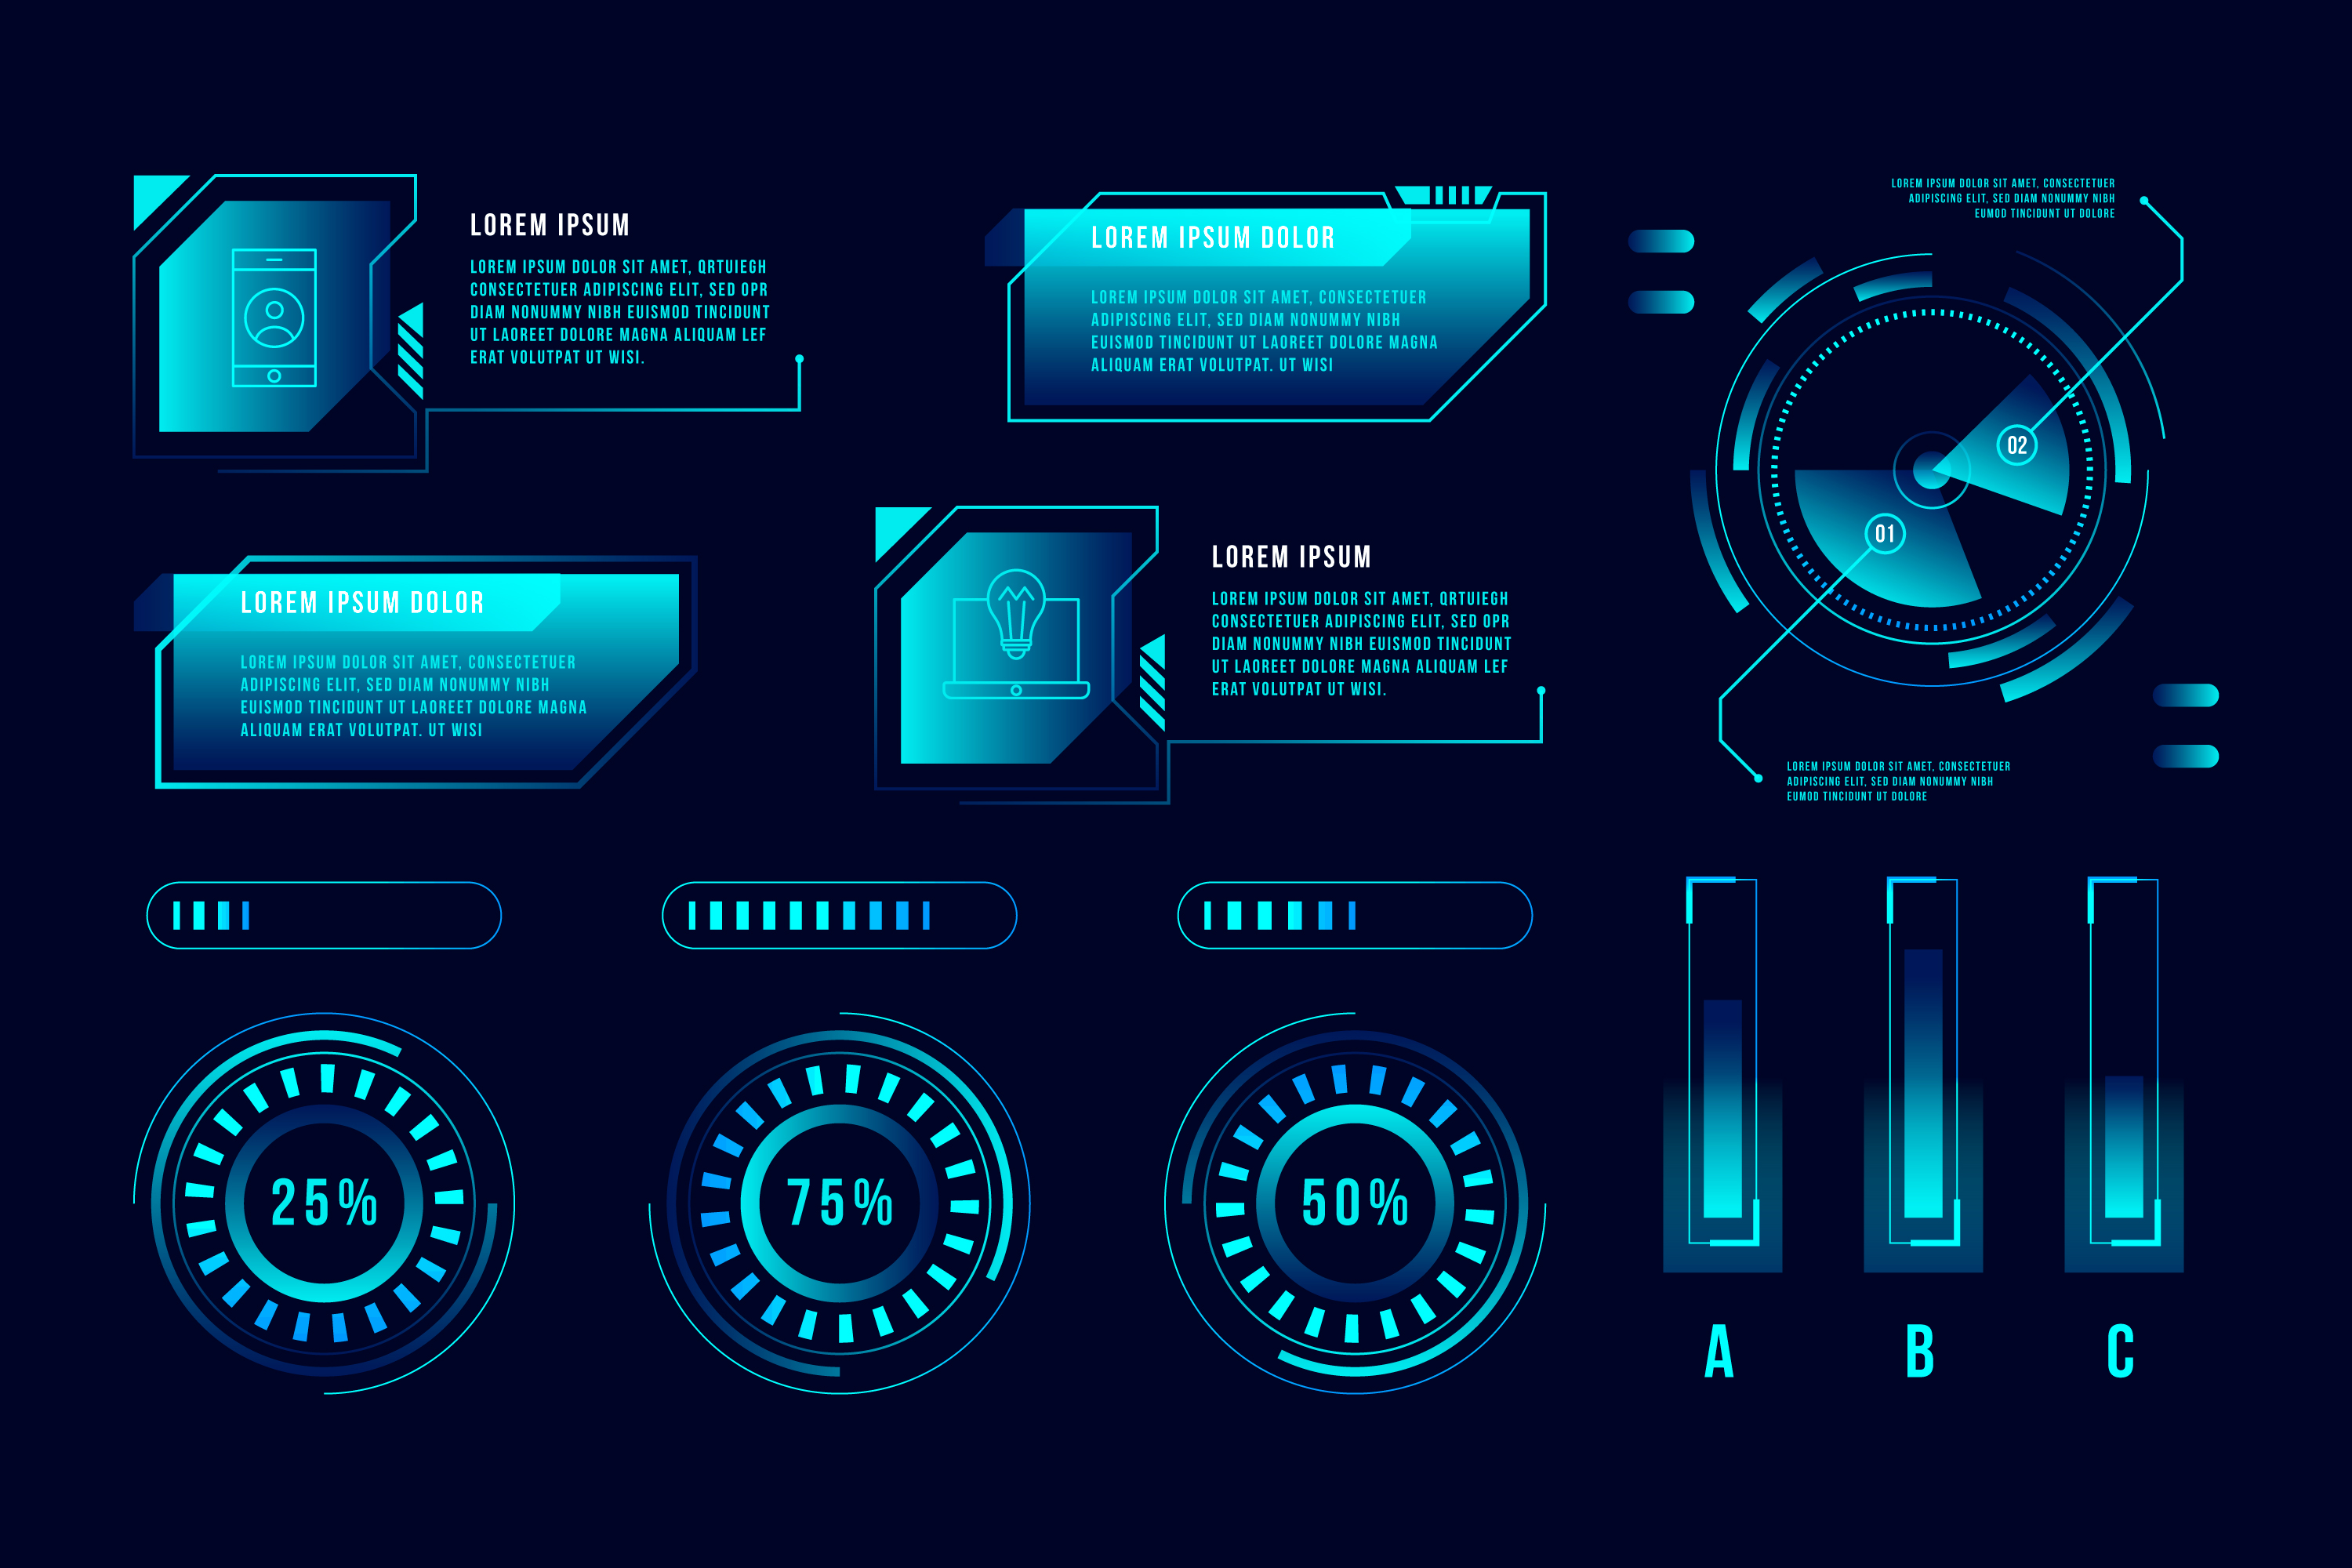 LOREM IPSUM
LOREM IPSUM DOLOR SIT AMET, QRTUIEGH
CONSECTETUER ADIPISCING ELIT, SED OPR
DIAM NONUMMY NIBH EUISMOD TINCIDUNT
UT LAOREET DOLORE MAGNA ALIQUAM LEF
ERAT VOLUTPAT UT WISI.
LOREM IPSUM DOLOR
LOREM IPSUM DOLOR SIT AMET, CONSECTETUER
ADIPISCING ELIT, SED DIAM NONUMMY NIBH
EUISMOD TINCIDUNT UT LAOREET DOLORE MAGNA
ALIQUAM ERAT VOLUTPAT. UT WISI
LOREM IPSUM DOLOR SIT AMET, CONSECTETUER
ADIPISCING ELIT, SED DIAM NONUMMY NIBH
EUMOD TINCIDUNT UT DOLORE
02
01
LOREM IPSUM DOLOR SIT AMET, CONSECTETUER
ADIPISCING ELIT, SED DIAM NONUMMY NIBH
EUMOD TINCIDUNT UT DOLORE
LOREM IPSUM DOLOR
LOREM IPSUM DOLOR SIT AMET, CONSECTETUER
ADIPISCING ELIT, SED DIAM NONUMMY NIBH
EUISMOD TINCIDUNT UT LAOREET DOLORE MAGNA
ALIQUAM ERAT VOLUTPAT. UT WISI
LOREM IPSUM
LOREM IPSUM DOLOR SIT AMET, QRTUIEGH
CONSECTETUER ADIPISCING ELIT, SED OPR
DIAM NONUMMY NIBH EUISMOD TINCIDUNT
UT LAOREET DOLORE MAGNA ALIQUAM LEF
ERAT VOLUTPAT UT WISI.
25%
75%
50%
A
B
C